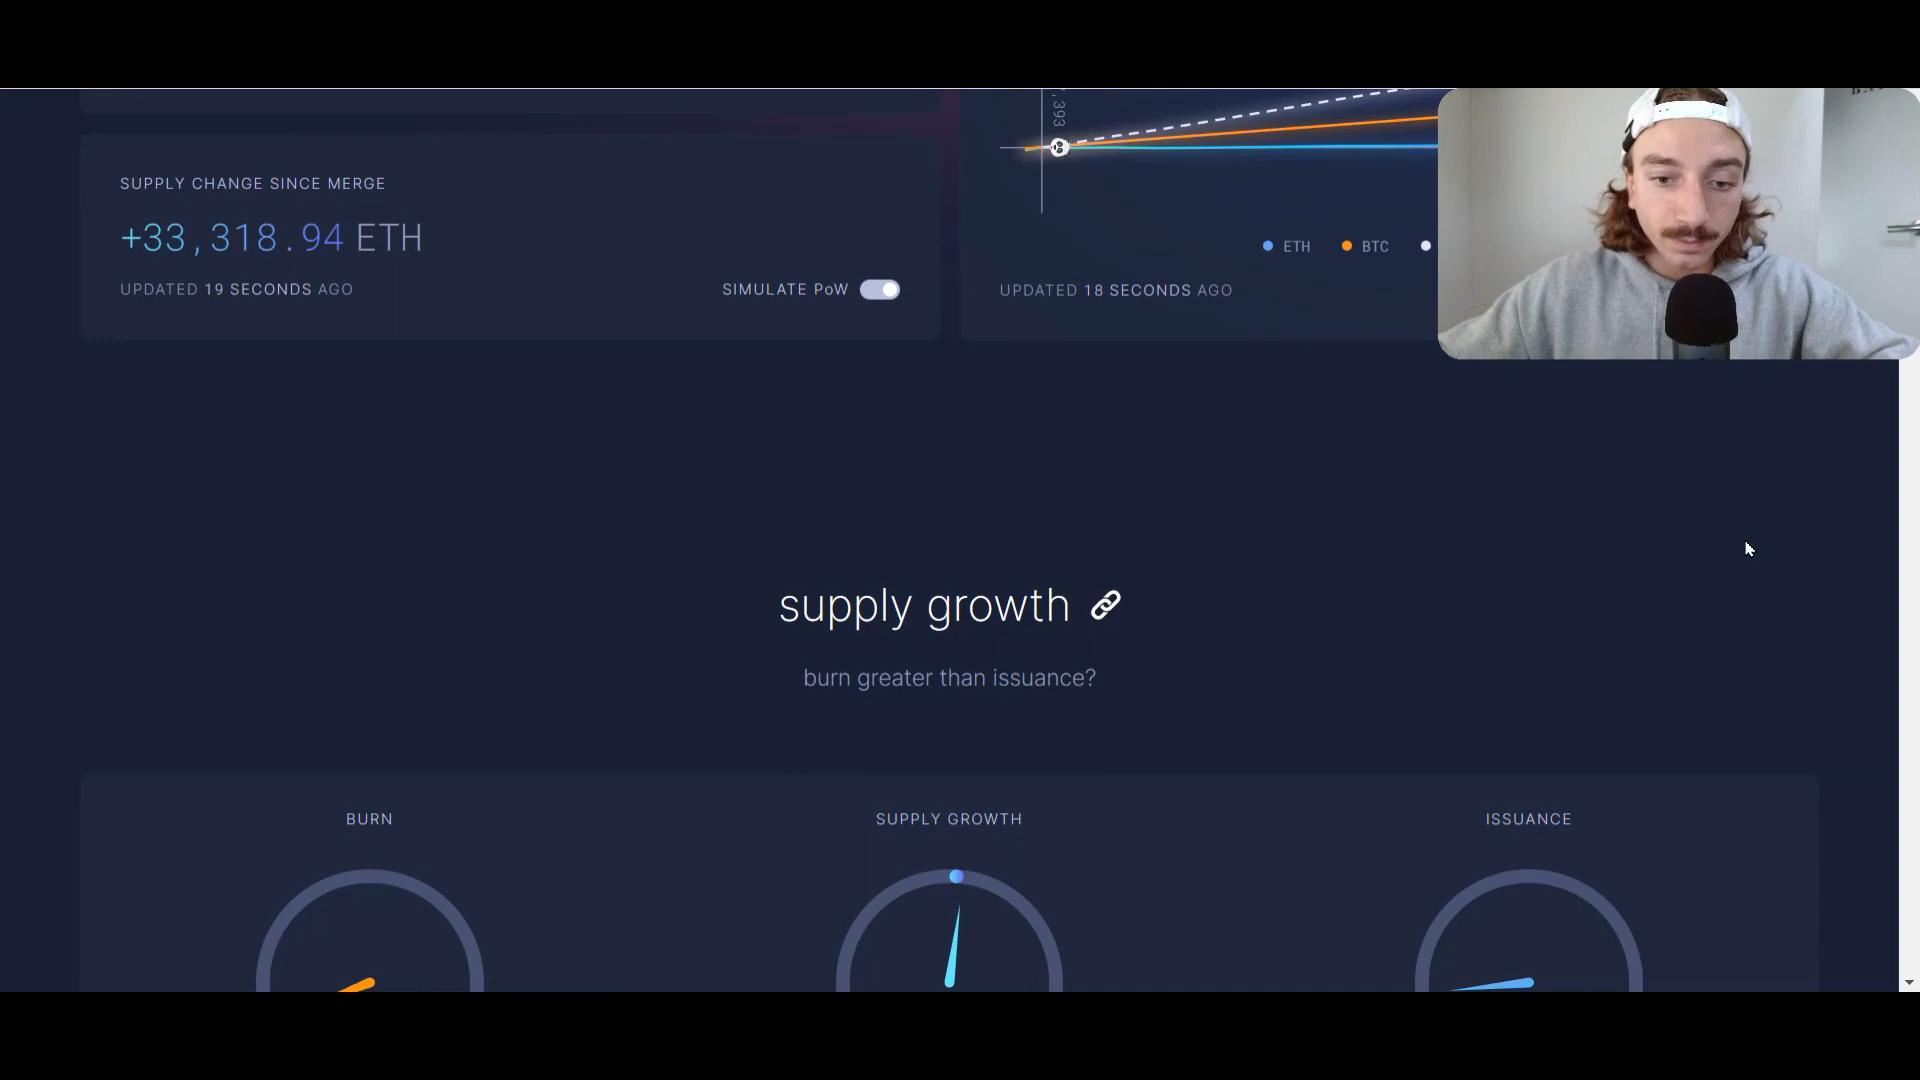 ,393
SUPPLY CHANGE SINCE MERGE
+33,318.94 ETH
UPDATED 19 SECONDS AGO
SIMULATE PoW
ETH
BTC
UPDATED 18 SECONDS AGO
supply growth
burn greater than issuance?
BURN
SUPPLY GROWTH
ISSUANCE